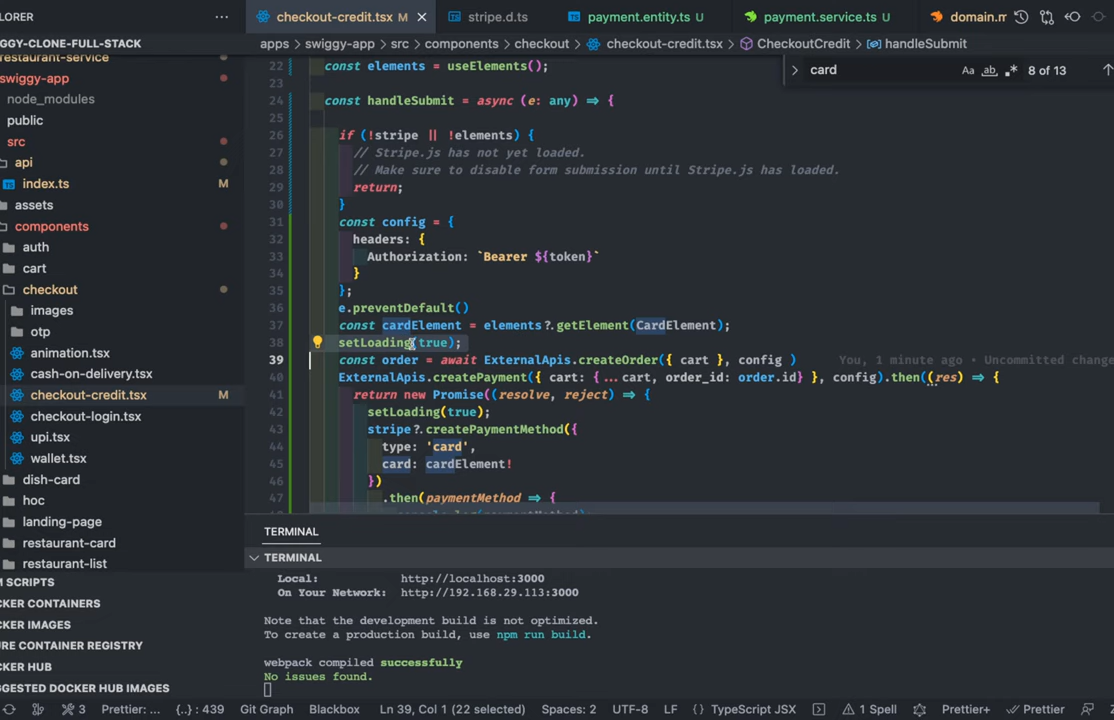 LORER
checkout-credit.tsx M
stripe.d.ts
payment.entity.ts U
payment.service.ts U
domain.m
IGGY-CLONE-FULL-STACK
apps > swiggy-app > src > components > checkout > checkout-credit.tsx > CheckoutCredit > handleSubmit
restaurant-service
swiggy-app
node_modules
public
src
api
index.ts M
assets
components
auth
cart
checkout
images
otp
animation.tsx
cash-on-delivery.tsx
checkout-credit.tsx M
checkout-login.tsx
upi.tsx
wallet.tsx
dish-card
hoc
landing-page
restaurant-card
restaurant-list
M SCRIPTS
CKER CONTAINERS
CKER IMAGES
URE CONTAINER REGISTRY
CKER HUB
GGESTED DOCKER HUB IMAGES
card Aa ab 8 of 13
22 const elements = useElements();
23
24 const handleSubmit = async (e: any) => {
25
26 if (!stripe || !elements) {
27 // Stripe.js has not yet loaded.
28 // Make sure to disable form submission until Stripe.js has loaded.
29 return;
30 }
31 const config = {
32 headers: {
33 Authorization: `Bearer ${token}`
34 }
35 };
36 e.preventDefault()
37 const cardElement = elements?.getElement(CardElement);
38 setLoading(true);
39 const order = await ExternalApis.createOrder({ cart }, config ) You, 1 minute ago • Uncommitted change
40 ExternalApis.createPayment({ cart: {...cart, order_id: order.id} }, config).then((res) => {
41 return new Promise((resolve, reject) => {
42 setLoading(true);
43 stripe?.createPaymentMethod({
44 type: 'card',
45 card: cardElement!
46 })
47 .then(paymentMethod => {
TERMINAL
TERMINAL
Local: http://localhost:3000
On Your Network: http://192.168.29.113:3000
Note that the development build is not optimized.
To create a production build, use npm run build.
webpack compiled successfully
No issues found.
3 Prettier: ... {..} : 439 Git Graph Blackbox Ln 39, Col 1 (22 selected) Spaces: 2 UTF-8 LF {} TypeScript JSX 1 Spell Prettier+ Prettier